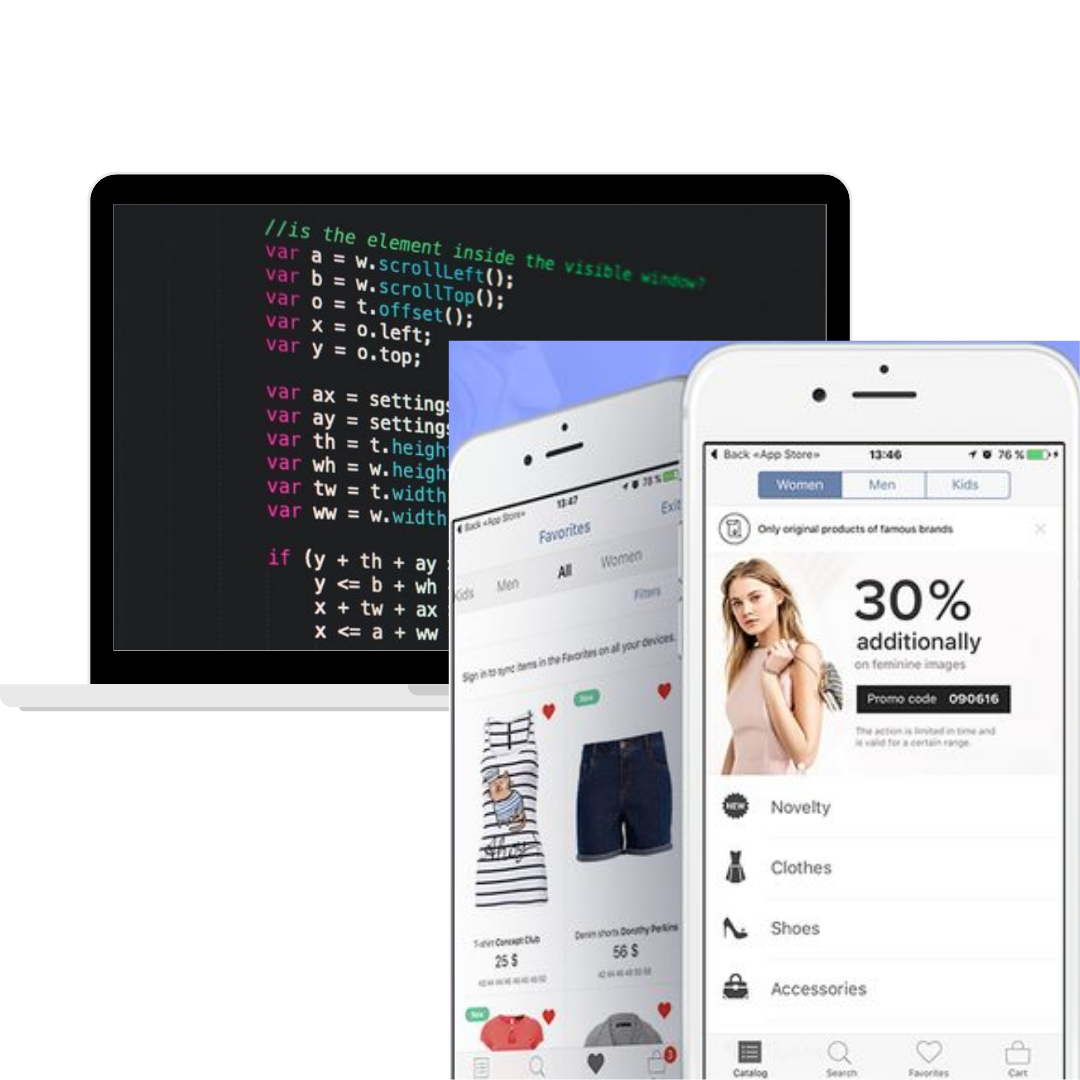 //is the element inside the visible window?
var a = w.scrollLeft();
var b = w.scrollTop();
var o = t.offset();
var x = o.left;
var y = o.top;
var ax = settings
var ay = settings
var th = t.heigh
var wh = w.heigh
var tw = t.width
var ww = w.width
if (y + th + ay
y <= b + wh
x + tw + ax
x <= a + ww
Back «App Store» 13:47 78 %
Favorites Exit
Kids Men All Women
Filters
Sign in to sync items in the Favorites on all your devices.
New
T-shirt Concept Club
25 $
Denim shorts Dorothy Perkins
56 $
New
3
Back «App Store» 13:46 76 %
Women Men Kids
Only original products of famous brands
30%
additionally
on feminine images
Promo code 090616
The action is limited in time and
is valid for a certain range.
NEW
Novelty
Clothes
Shoes
Accessories
Catalog Search Favorites Cart